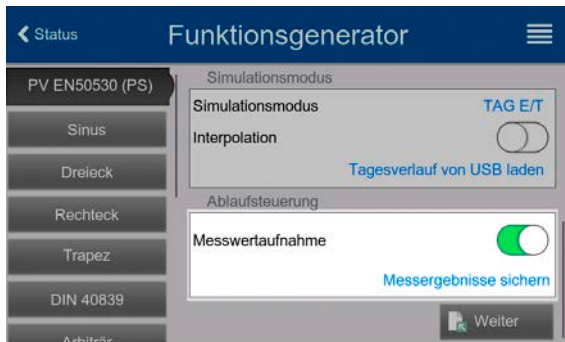 Status
Funktionsgenerator
PV EN50530 (PS)
Sinus
Dreieck
Rechteck
Trapez
DIN 40839
Arbiträr
Simulationsmodus
Simulationsmodus TAG E/T
Interpolation
Tagesverlauf von USB laden
Ablaufsteuerung
Messwertaufnahme
Messergebnisse sichern
Weiter